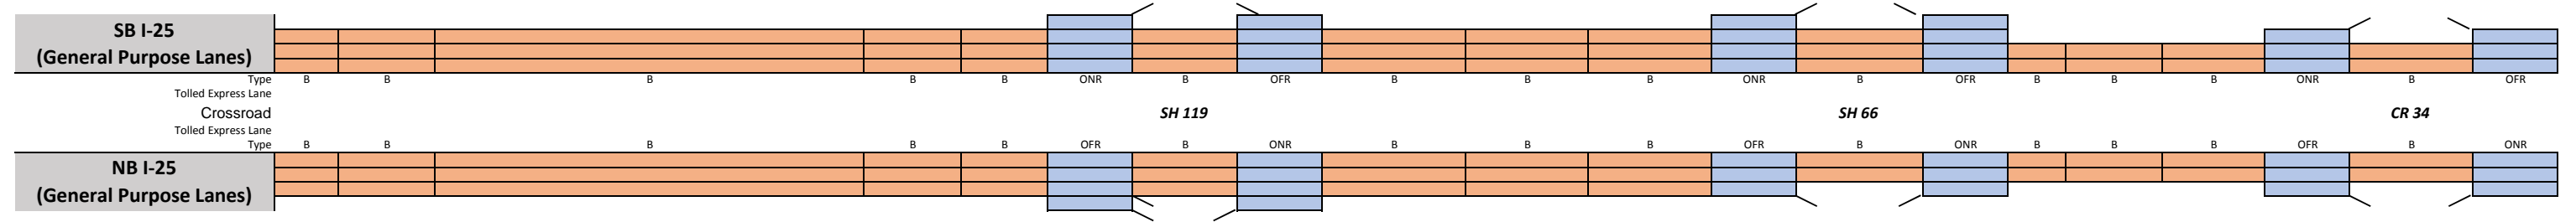 SB I-25
(General Purpose Lanes)
Type B B B B B ONR B OFR B B B ONR B OFR B B B ONR B OFR
Tolled Express Lane
Crossroad SH 119 SH 66 CR 34
Tolled Express Lane
Type B B B B B OFR B ONR B B B OFR B ONR B B B OFR B ONR
NB I-25
(General Purpose Lanes)